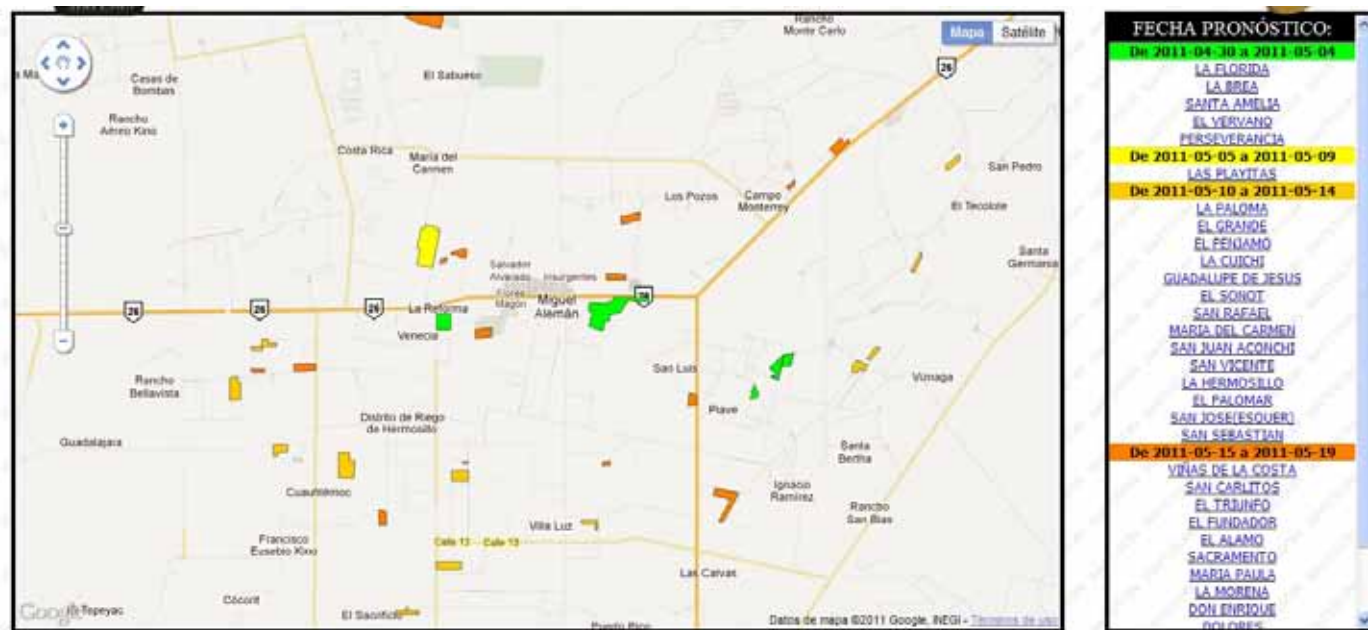 Rancho
Monte Carlo
Mapa
Satélite
El Sabueso
26
Casas de
Bombas
Rancho
Aéreo Kino
Costa Rica
María del
Carmen
San Pedro
Los Pozos
Campo
Monterrey
El Tecolote
Santa
Germania
Salvador
Alvarado
Insurgentes
Flores
Magón
Miguel
Alemán
26
26
26
26
La Reforma
Venecia
San Luis
Rancho
Bellavista
Viznaga
Piave
Distrito de Riego
de Hermosillo
Guadalajara
Santa
Bertha
Cuauhtémoc
Ignacio
Ramírez
Rancho
San Blas
Villa Luz
Francisco
Eusebio Kino
Calle 13
Calle 13
Las Calvas
Cócorit
Google
Tepeyac
El Sacrificio
Puerto Rico
Datos de mapa ©2011 Google, INEGI - Términos de uso
FECHA PRONÓSTICO:
De 2011-04-30 a 2011-05-04
LA FLORIDA
LA BREA
SANTA AMELIA
EL VERVANO
PERSEVERANCIA
De 2011-05-05 a 2011-05-09
LAS PLAYITAS
De 2011-05-10 a 2011-05-14
LA PALOMA
EL GRANDE
EL PENJAMO
LA CUICHI
GUADALUPE DE JESUS
EL SONOT
SAN RAFAEL
MARIA DEL CARMEN
SAN JUAN ACONCHI
SAN VICENTE
LA HERMOSILLO
EL PALOMAR
SAN JOSE(ESQUER)
SAN SEBASTIAN
De 2011-05-15 a 2011-05-19
VIÑAS DE LA COSTA
SAN CARLITOS
EL TRIUNFO
EL FUNDADOR
EL ALAMO
SACRAMENTO
MARIA PAULA
LA MORENA
DON ENRIQUE
DOLORES